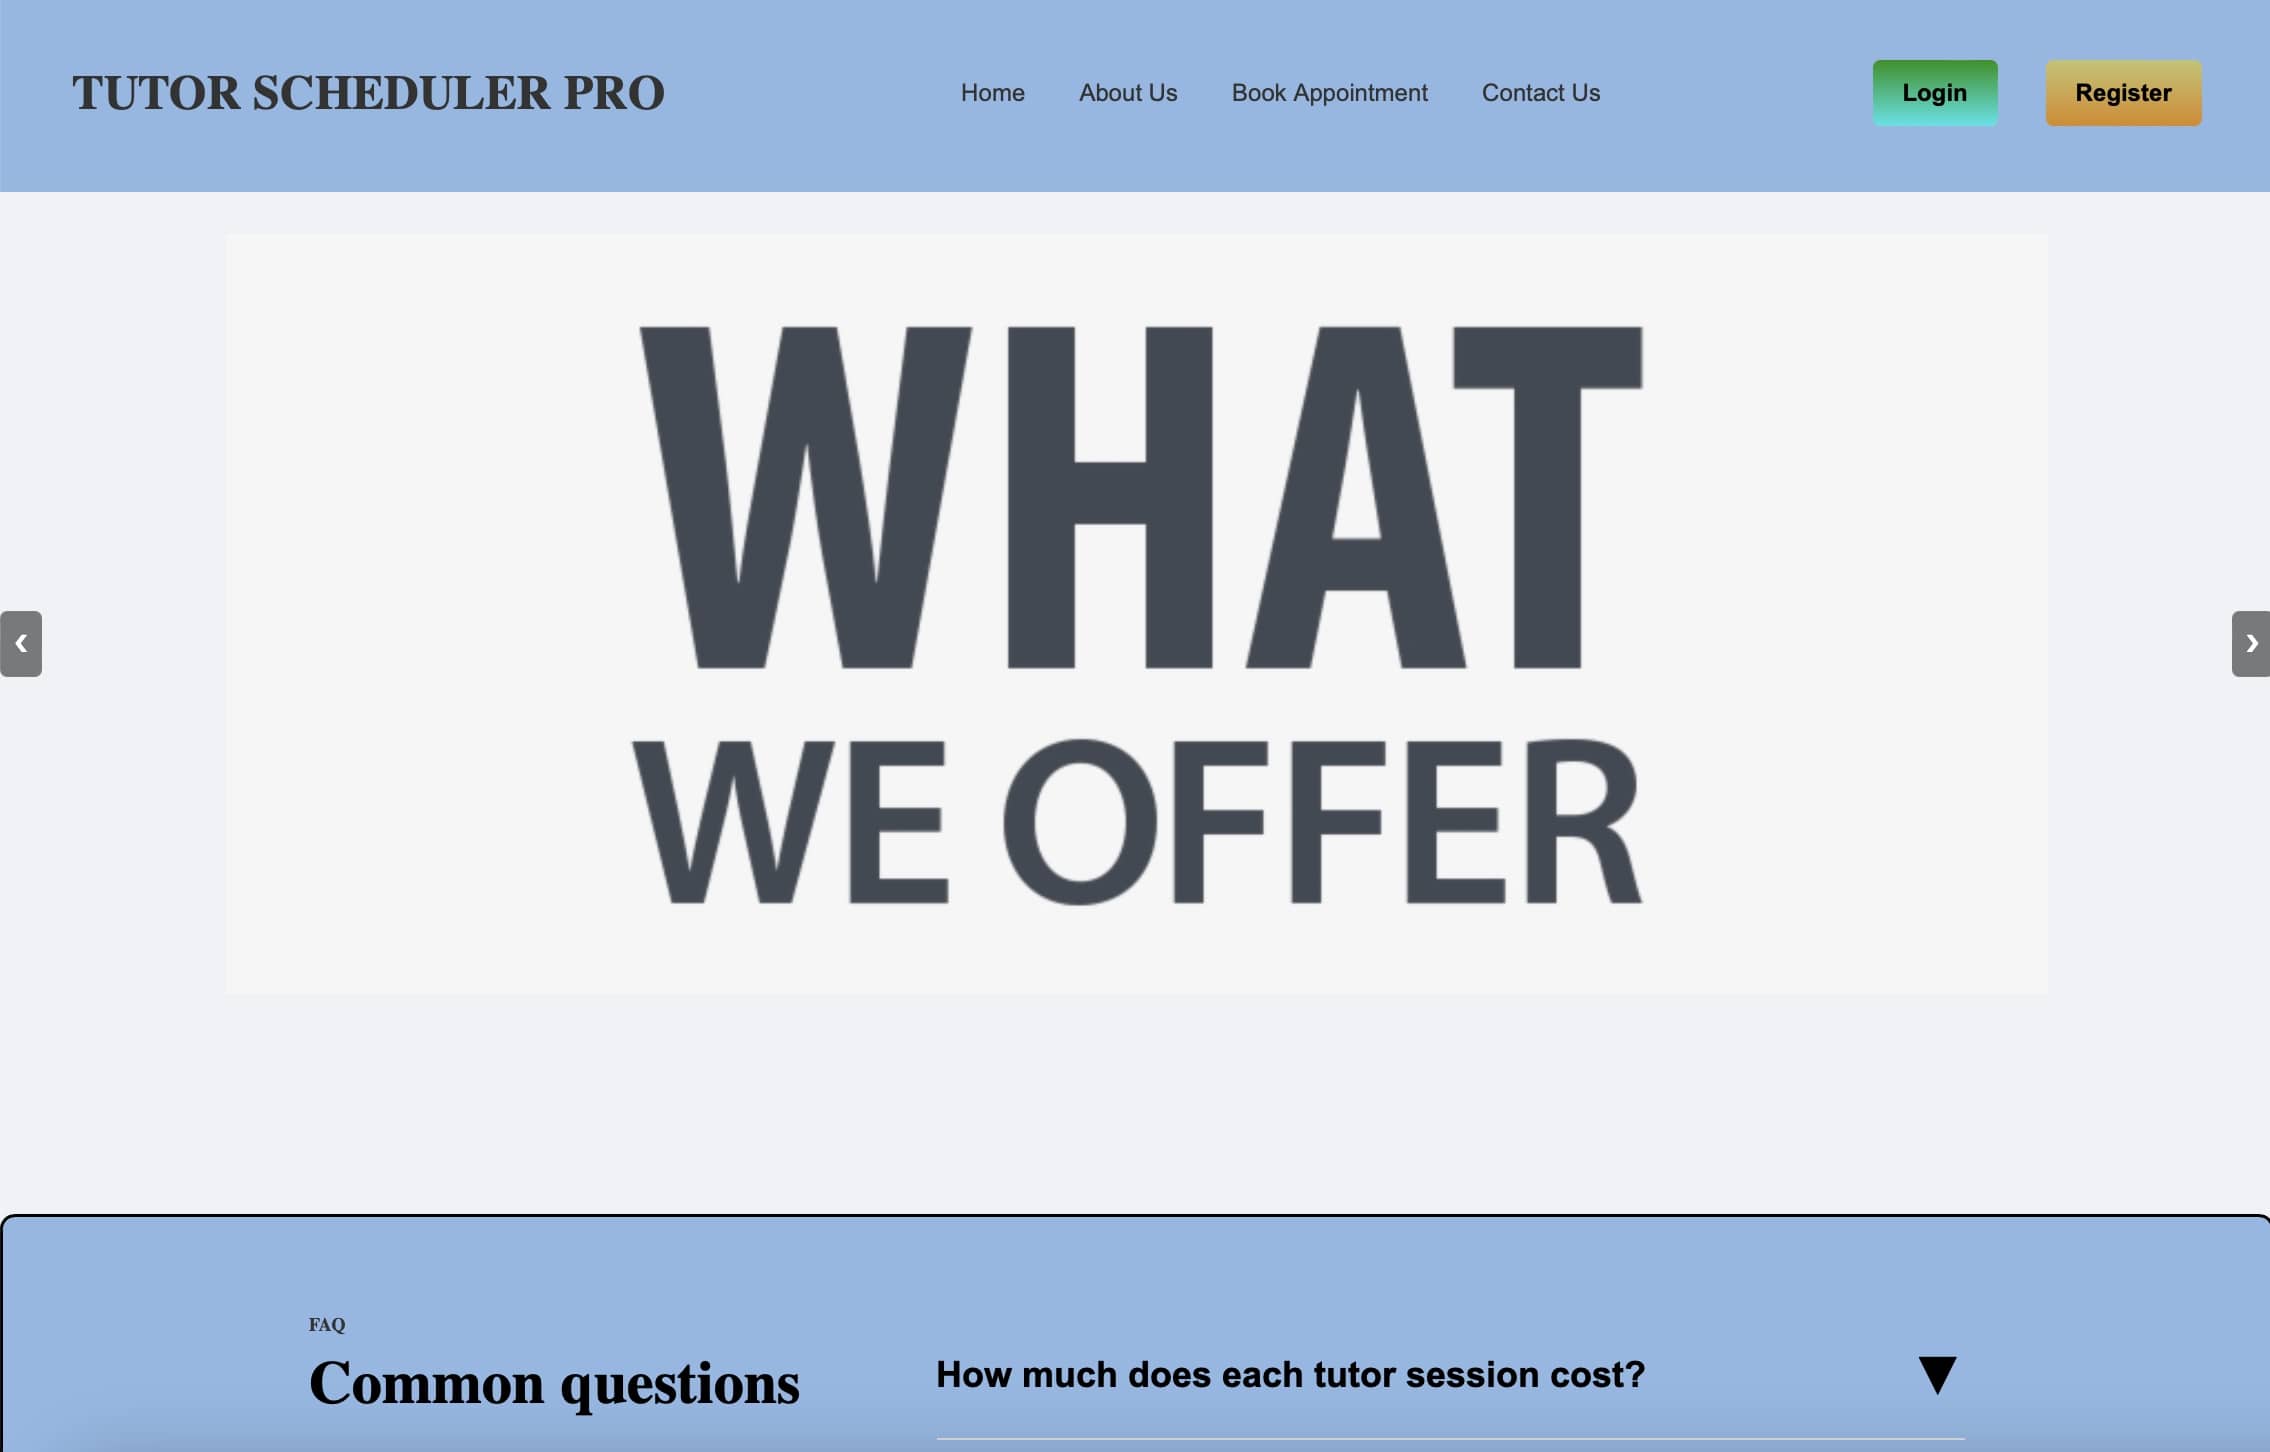 TUTOR SCHEDULER PRO
Home About Us Book Appointment Contact Us
Login
Register
WHAT
WE OFFER
‹
›
FAQ
Common questions
How much does each tutor session cost?